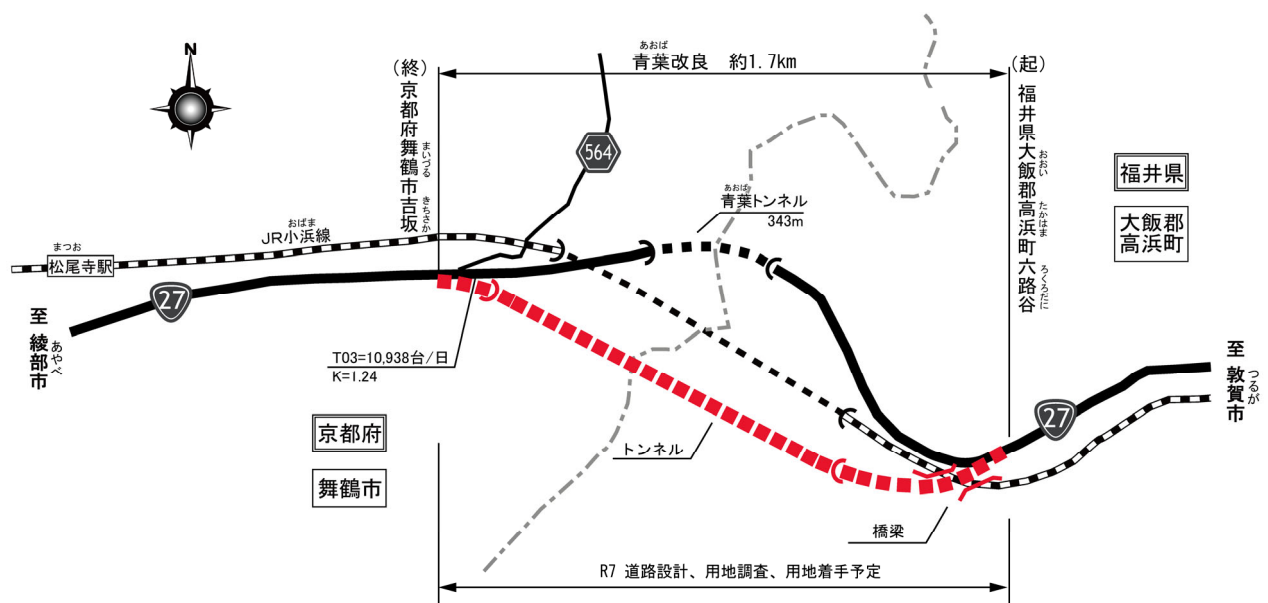 N
あおば
青葉改良 約1.7km
(終)
京都府舞鶴市吉坂
まいづる
きちさか
(起)
福井県大飯郡高浜町六路谷
おおい
たかはま
ろくろだに
564
福井県
大飯郡
高浜町
あおば
青葉トンネル
343m
おばま
JR小浜線
まつお
松尾寺駅
27
至 綾部市
あやべ
T03=10,938台/日
K=1.24
至 敦賀市
つるが
27
京都府
舞鶴市
トンネル
橋梁
R7 道路設計、用地調査、用地着手予定